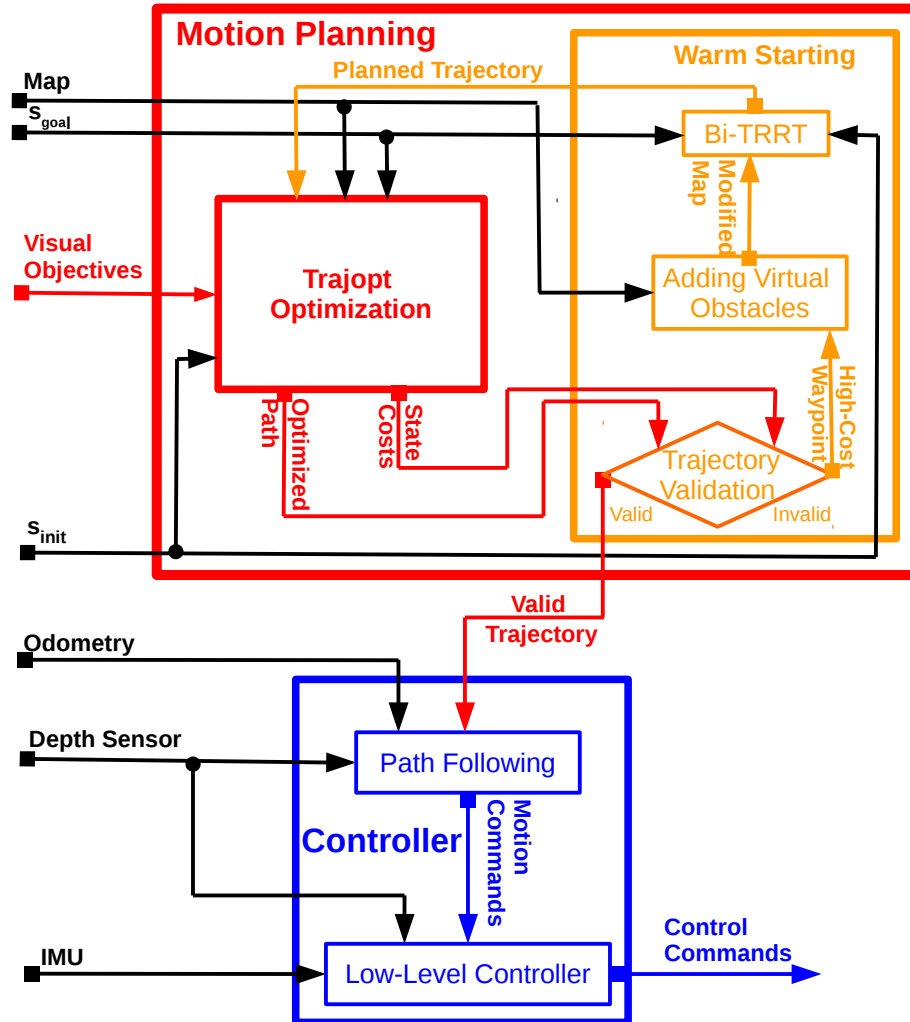 Motion Planning
Warm Starting
Planned Trajectory
Map
s_goal
Bi-TRRT
Modified
Map
Visual
Objectives
Trajopt
Optimization
Adding Virtual
Obstacles
High-Cost
Waypoint
Optimized
Path
State
Costs
Trajectory
Validation
Valid
Invalid
s_init
Valid
Trajectory
Odometry
Depth Sensor
Path Following
Motion
Commands
Controller
IMU
Low-Level Controller
Control
Commands